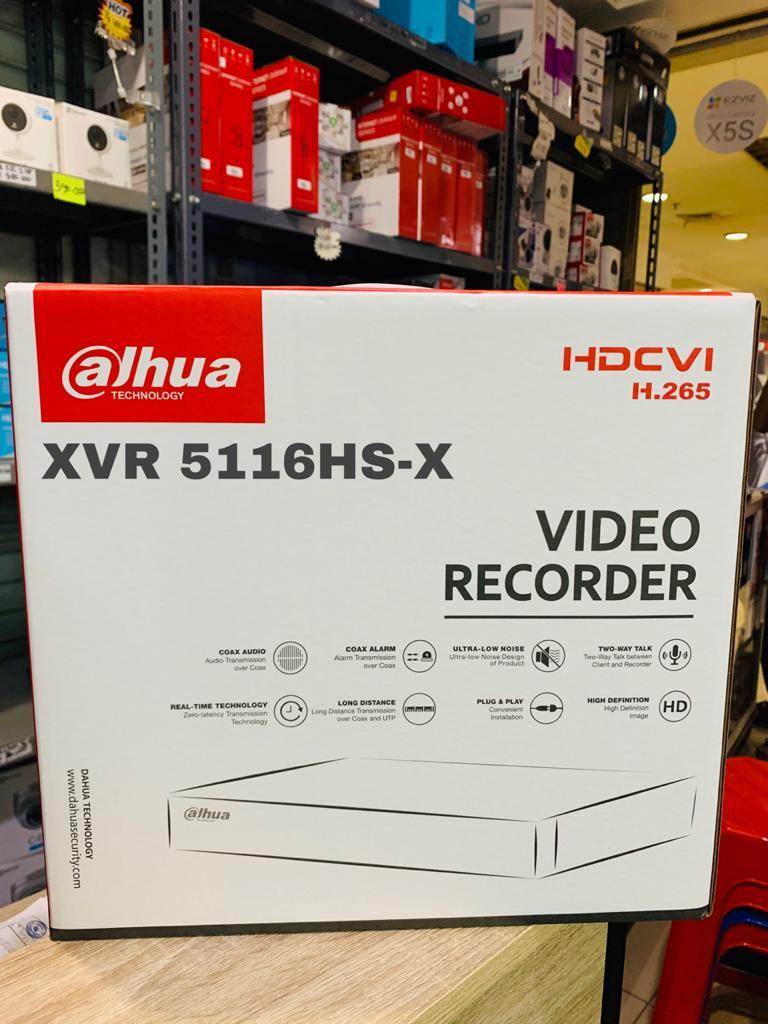 HOT
EZVIZ
X5S
alhua
TECHNOLOGY
HDCVI
H.265
XVR 5116HS-X
VIDEO
RECORDER
COAX AUDIO
Audio Transmission
over Coax
COAX ALARM
Alarm Transmission
over Coax
ULTRA-LOW NOISE
Ultra-low Noise Design
of Product
TWO-WAY TALK
Two-Way Talk between
Client and Recorder
REAL-TIME TECHNOLOGY
Zero-latency Transmission
Technology
LONG DISTANCE
Long Distance Transmission
over Coax and UTP
PLUG & PLAY
Convenient
Installation
HIGH DEFINITION
High Definition
Image
HD
alhua
DAHUA TECHNOLOGY
www.dahuasecurity.com